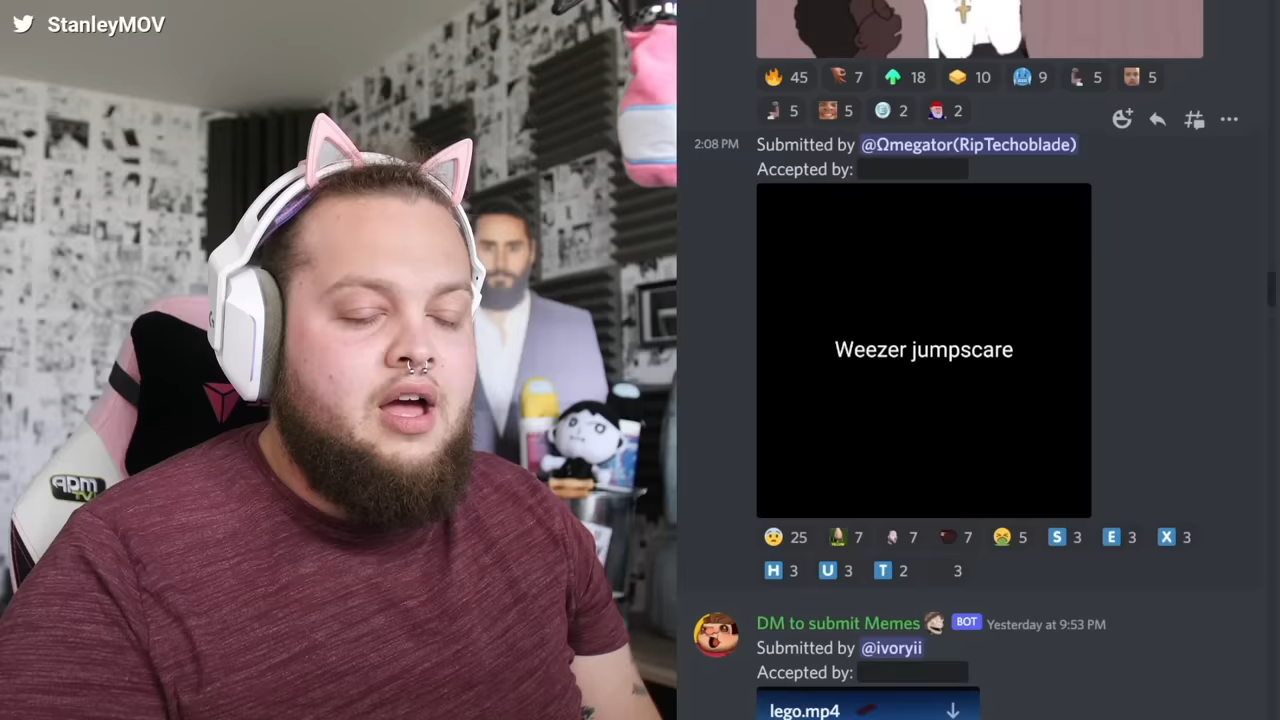 StanleyMOV
45 7 18 10 9 5 5
5 5 2 2
2:08 PM Submitted by @Ωmegator(RipTechoblade)
Accepted by:
Weezer jumpscare
25 7 7 7 5 S 3 E 3 X 3
H 3 U 3 T 2 3
DM to submit Memes BOT Yesterday at 9:53 PM
Submitted by @ivoryii
Accepted by:
lego.mp4
apm
TV
G